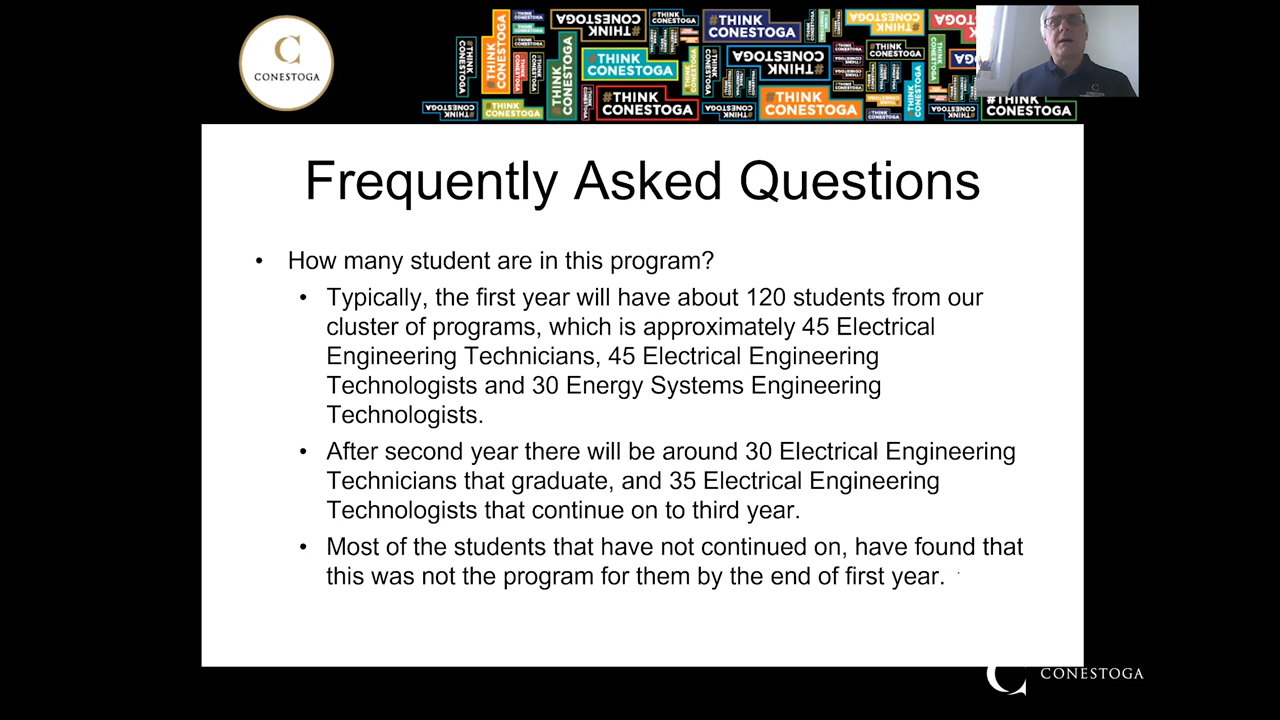 C
CONESTOGA
#THINK CONESTOGA
Frequently Asked Questions
• How many student are in this program?
• Typically, the first year will have about 120 students from our
cluster of programs, which is approximately 45 Electrical
Engineering Technicians, 45 Electrical Engineering
Technologists and 30 Energy Systems Engineering
Technologists.
• After second year there will be around 30 Electrical Engineering
Technicians that graduate, and 35 Electrical Engineering
Technologists that continue on to third year.
• Most of the students that have not continued on, have found that
this was not the program for them by the end of first year.
C CONESTOGA